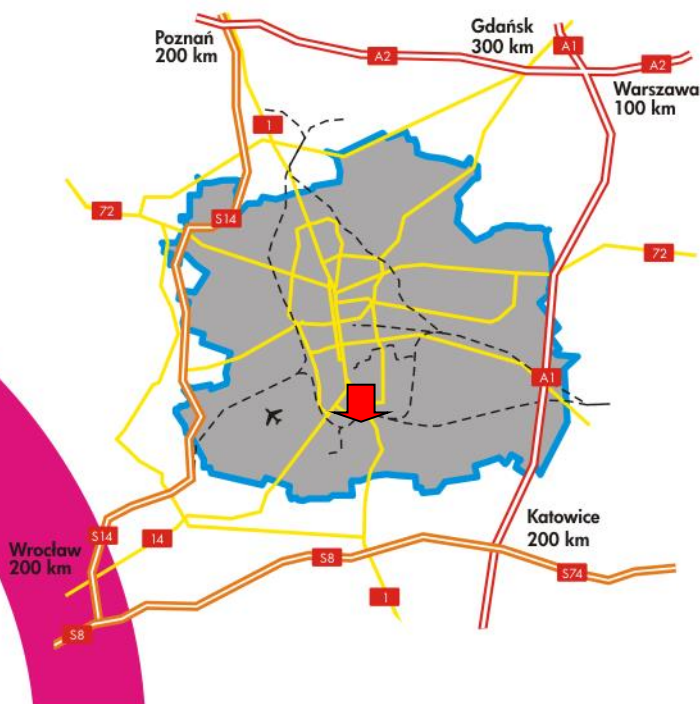 Poznań
200 km
Gdańsk
300 km
A1
A2
A2
Warszawa
100 km
1
72
S14
72
A1
Katowice
200 km
S14
14
Wrocław
200 km
S8
S74
1
S8